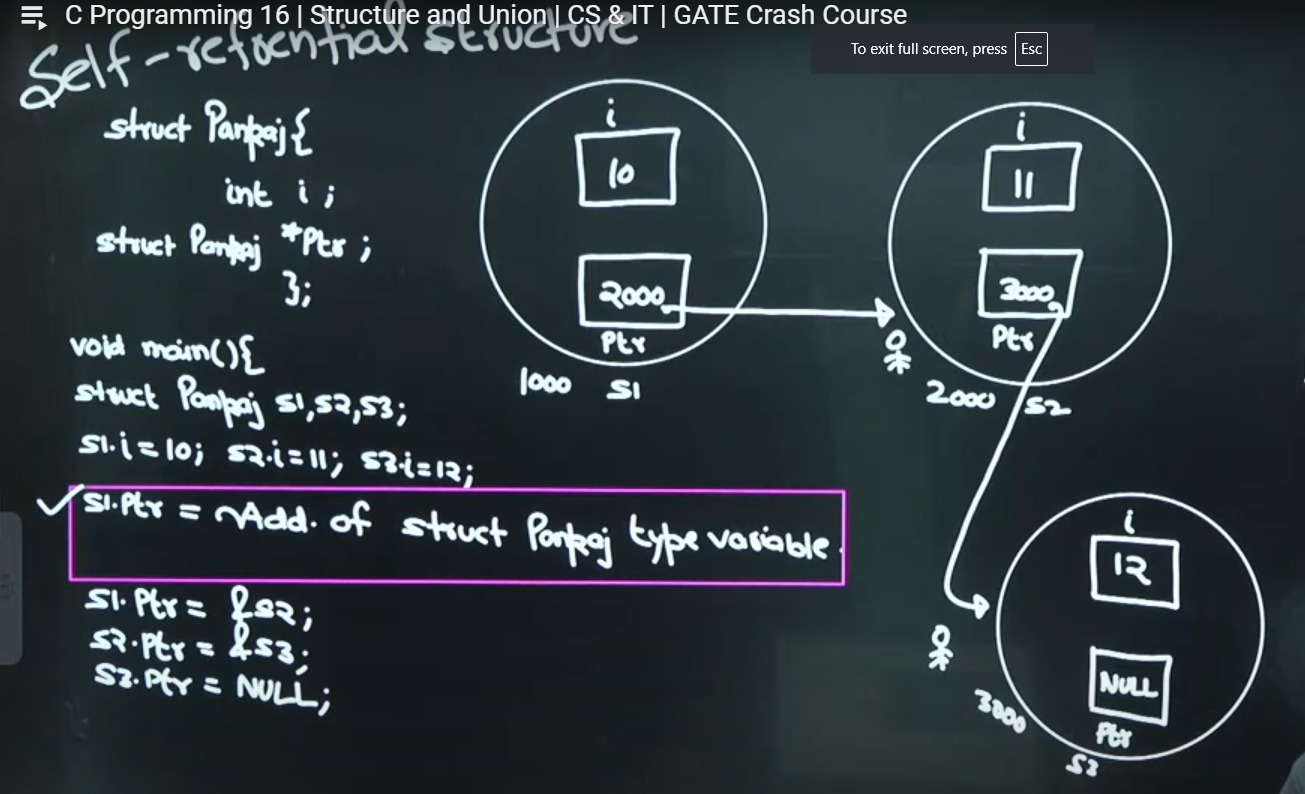 C Programming 16 | Structure and Union | CS & IT | GATE Crash Course
To exit full screen, press Esc
Self-refrential structure
struct Pankaj{
int i ;
struct Pankaj *Ptr ;
};
void main(){
struct Pankaj S1,S2,S3;
S1.i = 10; S2.i = 11; S3.i = 12;
S1.Ptr = Add. of struct Pankaj type variable.
S1.Ptr = &S2;
S2.Ptr = &S3;
S3.Ptr = NULL;
i
10
2000
Ptr
1000 S1
i
11
3000
Ptr
2000 S2
i
12
NULL
Ptr
3000
S3